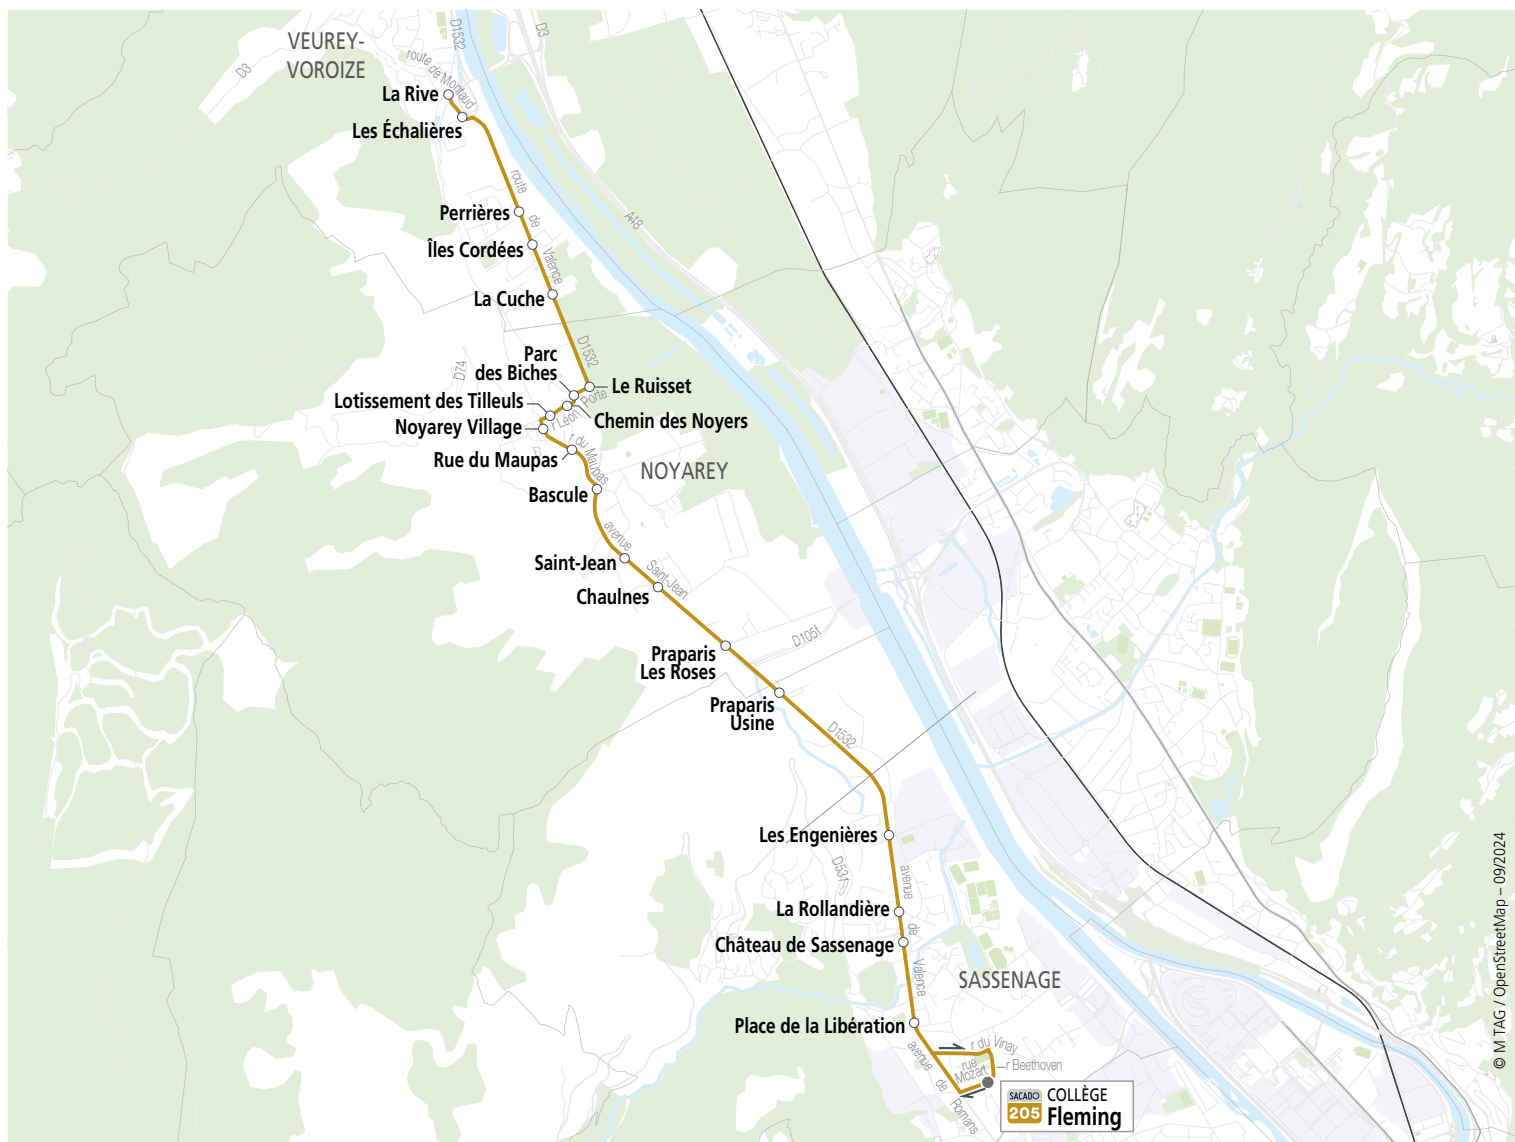 VEUREY-
VOROIZE
D1532
D3
D3
route de Montaud
La Rive
Les Échalières
route
de
Valence
A48
Perrières
Îles Cordées
La Cuche
D1532
D74
Parc
des Biches
Le Ruisset
Lotissement des Tilleuls
r Léon Porte
Chemin des Noyers
Noyarey Village
r du Maupas
Rue du Maupas
NOYAREY
Bascule
avenue
Saint-Jean
Saint-Jean
Chaulnes
D105f
Praparis
Les Roses
Praparis
Usine
D1532
Les Engenières
D531
avenue
de
Valence
La Rollandière
Château de Sassenage
SASSENAGE
Place de la Libération
r du Vinay
avenue
de
Romans
rue
Mozart
r Beethoven
SACADO
205
COLLÈGE
Fleming
© M TAG / OpenStreetMap – 09/2024